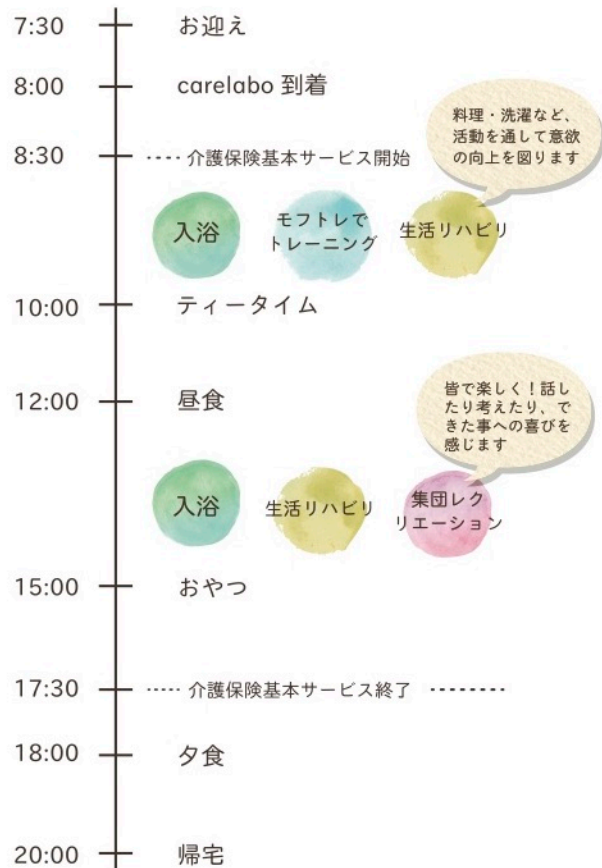 7:30 お迎え
8:00 carelabo 到着
料理・洗濯など、
活動を通して意欲
の向上を図ります
8:30 ---- 介護保険基本サービス開始
入浴
モフトレで
トレーニング
生活リハビリ
10:00 ティータイム
12:00 昼食
皆で楽しく！話し
たり考えたり、で
きた事への喜びを
感じます
入浴
生活リハビリ
集団レク
リエーション
15:00 おやつ
17:30 ---- 介護保険基本サービス終了 --------
18:00 夕食
20:00 帰宅